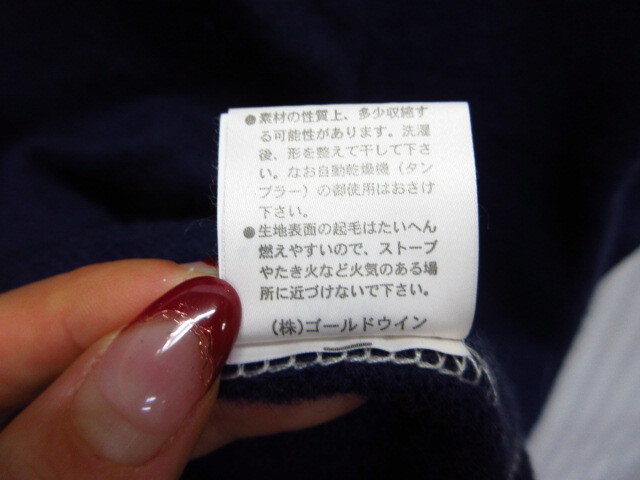 ●素材の性質上、多少収縮す
る可能性があります。洗濯
後、形を整えて干して下さ
い。なお自動乾燥機（タン
ブラー）の御使用はおさけ
下さい。
●生地表面の起毛はたいへん
燃えやすいので、ストーブ
やたき火など火気のある場
所に近づけないで下さい。
（株）ゴールドウイン